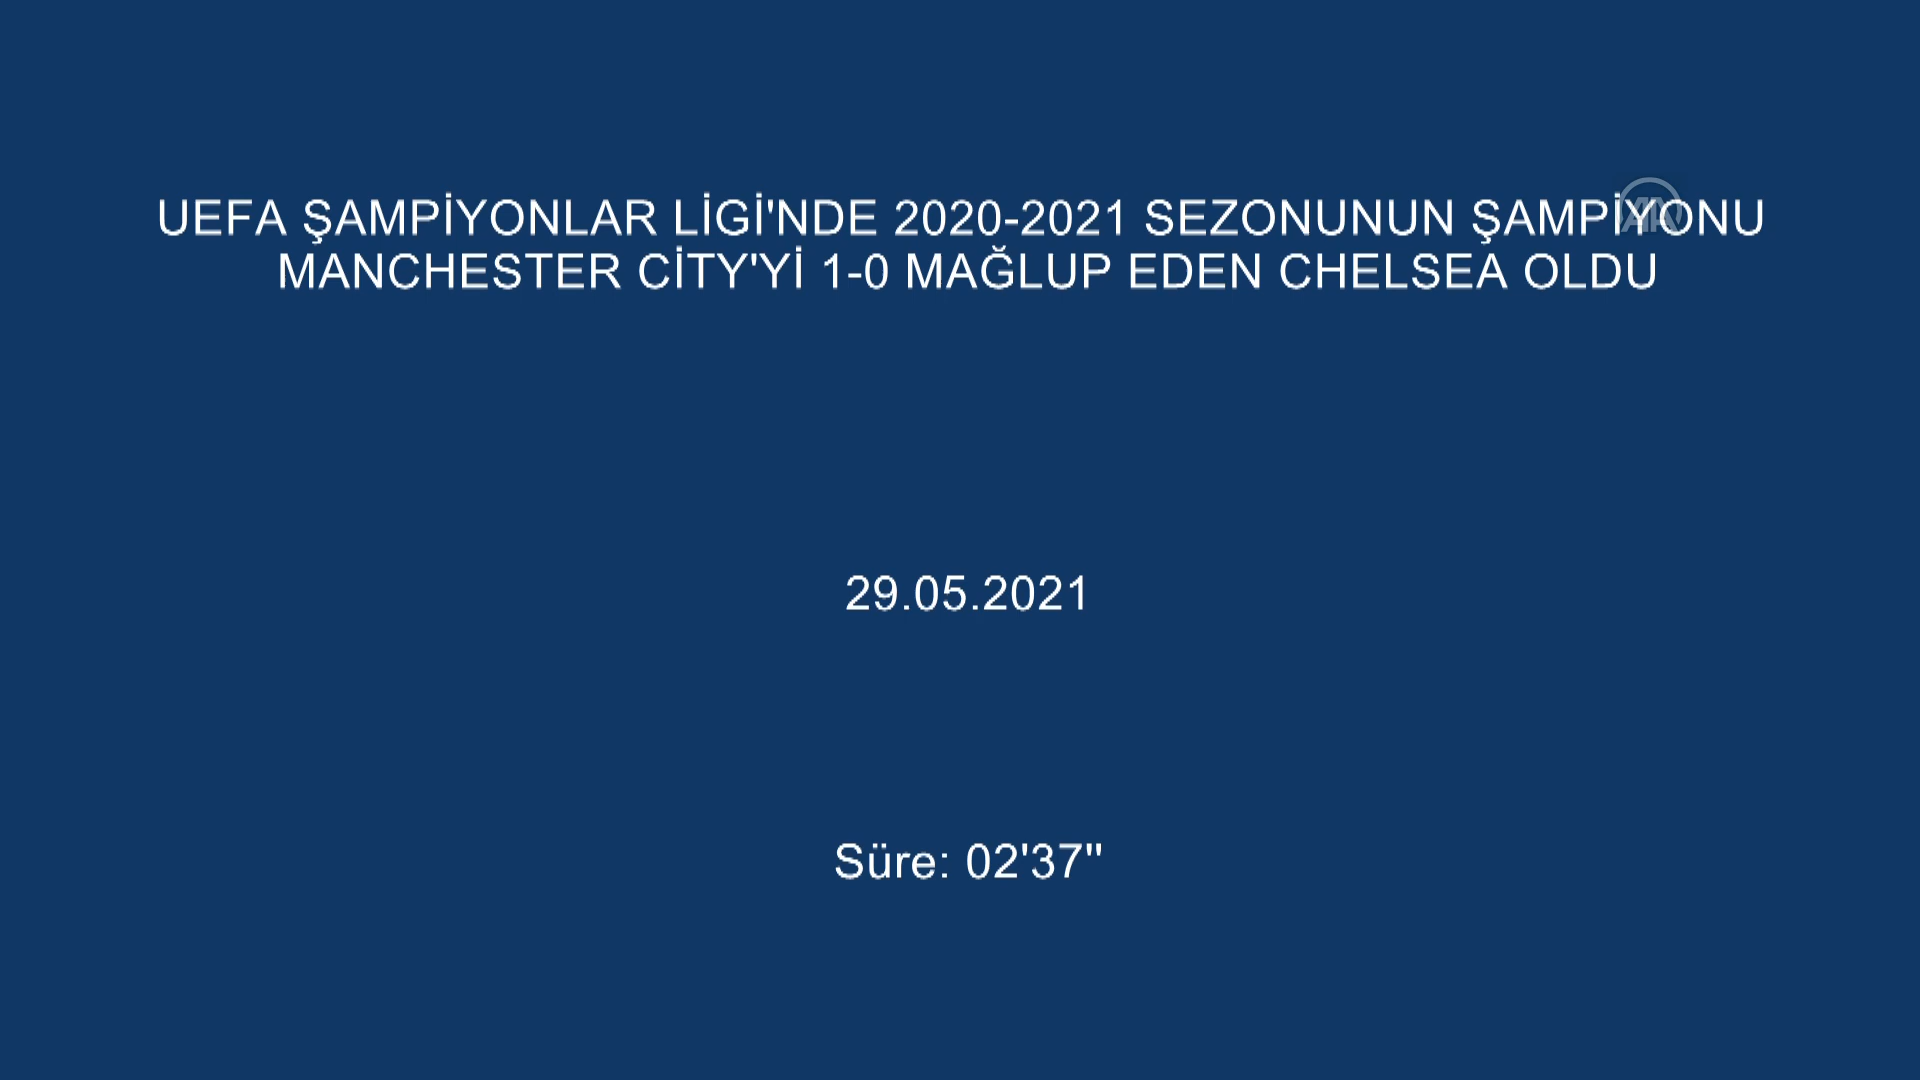 UEFA ŞAMPİYONLAR LİGİ'NDE 2020-2021 SEZONUNUN ŞAMPİYONU
MANCHESTER CİTY'Yİ 1-0 MAĞLUP EDEN CHELSEA OLDU
AA
29.05.2021
Süre: 02'37''